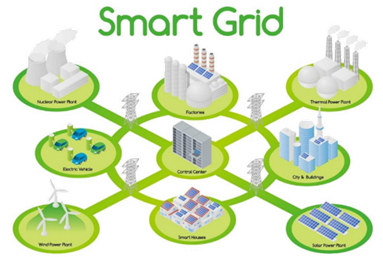 Smart Grid
Nuclear Power Plant
Factories
Thermal Power Plant
Electric Vehicle
Control Center
City & Buildings
Wind Power Plant
Smart Houses
Solar Power Plant